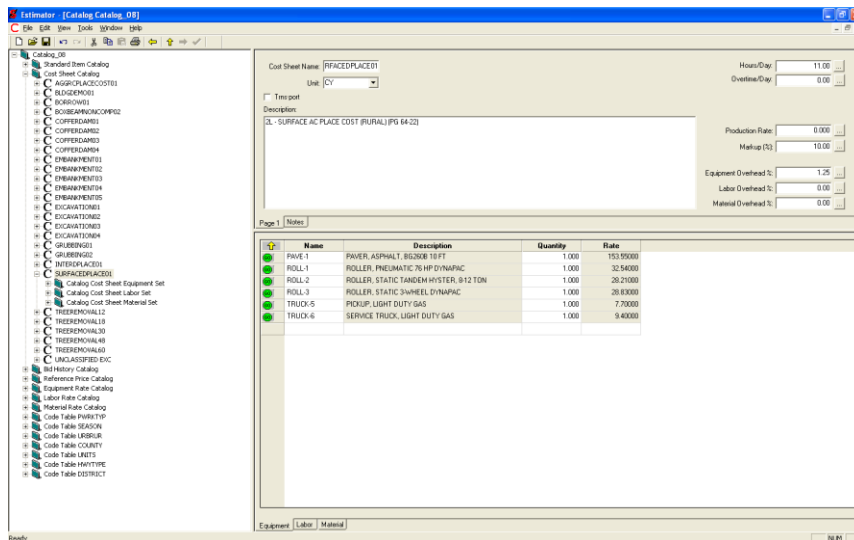 Estimator - [Catalog Catalog_08]
File Edit View Tools Window Help
Catalog_08
Standard Item Catalog
Cost Sheet Catalog
AGGRCPLACECOST01
BLDGDEMO01
BORROW01
BOXBEAMNONCOMP02
COFFERDAM01
COFFERDAM02
COFFERDAM03
COFFERDAM04
EMBANKMENT01
EMBANKMENT02
EMBANKMENT03
EMBANKMENT04
EMBANKMENT05
EXCAVATION01
EXCAVATION02
EXCAVATION03
EXCAVATION04
GRUBBING01
GRUBBING02
INTERDPLACE01
SURFACEDPLACE01
Catalog Cost Sheet Equipment Set
Catalog Cost Sheet Labor Set
Catalog Cost Sheet Material Set
TREEREMOVAL12
TREEREMOVAL18
TREEREMOVAL30
TREEREMOVAL48
TREEREMOVAL60
UNCLASSIFIED EXC
Bid History Catalog
Reference Price Catalog
Equipment Rate Catalog
Labor Rate Catalog
Material Rate Catalog
Code Table PWRKTYP
Code Table SEASON
Code Table URBRUR
Code Table COUNTY
Code Table UNITS
Code Table HWYTYPE
Code Table DISTRICT
Cost Sheet Name: RFACEDPLACE01
Unit: CY
Trnsport
Description:
2L - SURFACE AC PLACE COST (RURAL) (PG 64-22)
Hours/Day: 11.00 ...
Overtime/Day: 0.00 ...
Production Rate: 0.000 ...
Markup (%): 10.00 ...
Equipment Overhead %: 1.25 ...
Labor Overhead %: 0.00 ...
Material Overhead %: 0.00 ...
Page 1 Notes
Name Description Quantity Rate
PAVE-1 PAVER, ASPHALT, BG260B 10 FT 1.000 153.55000
ROLL-1 ROLLER, PNEUMATIC 76 HP DYNAPAC 1.000 32.54000
ROLL-2 ROLLER, STATIC TANDEM HYSTER, 8-12 TON 1.000 28.21000
ROLL-3 ROLLER, STATIC 3-WHEEL DYNAPAC 1.000 28.83000
TRUCK-5 PICKUP, LIGHT DUTY GAS 1.000 7.70000
TRUCK-6 SERVICE TRUCK, LIGHT DUTY GAS 1.000 9.40000
Equipment Labor Material
Ready NUM